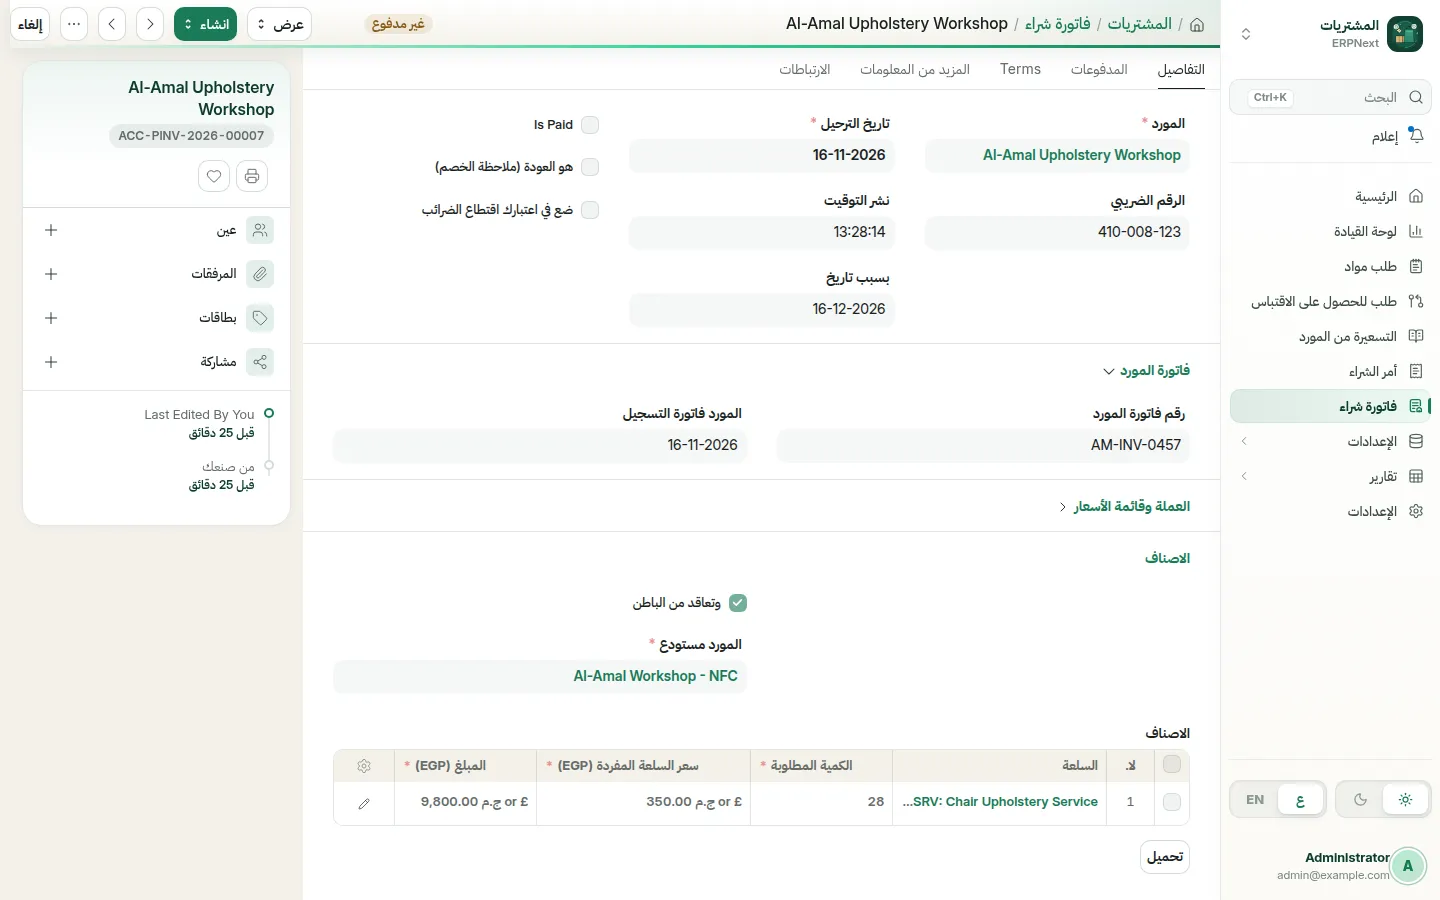 المشتريات
ERPNext
البحث
Ctrl+K
إعلام
الرئيسية
لوحة القيادة
طلب مواد
طلب للحصول على الاقتباس
التسعيرة من المورد
أمر الشراء
فاتورة شراء
الإعدادات
تقارير
الإعدادات
ع
EN
Administrator
admin@example.com
A
المشتريات / فاتورة شراء / Al-Amal Upholstery Workshop
غير مدفوع
عرض
انشاء
إلغاء
التفاصيل
المدفوعات
Terms
المزيد من المعلومات
الارتباطات
المورد *
Al-Amal Upholstery Workshop
الرقم الضريبي
410-008-123
تاريخ الترحيل *
16-11-2026
نشر التوقيت
13:28:14
بسبب تاريخ
16-12-2026
Is Paid
هو العودة (ملاحظة الخصم)
ضع في اعتبارك اقتطاع الضرائب
فاتورة المورد
رقم فاتورة المورد
AM-INV-0457
المورد فاتورة التسجيل
16-11-2026
العملة وقائمة الأسعار
الاصناف
وتعاقد من الباطن
المورد مستودع *
Al-Amal Workshop - NFC
الاصناف
لا.
السلعة
الكمية المطلوبة *
سعر السلعة المفردة (EGP) *
المبلغ (EGP) *
1
SRV: Chair Upholstery Service...
28
£ or ج.م 350.00
£ or ج.م 9,800.00
تحميل
Al-Amal Upholstery
Workshop
ACC-PINV-2026-00007
عين
المرفقات
بطاقات
مشاركة
Last Edited By You
قبل 25 دقائق
من صنعك
قبل 25 دقائق